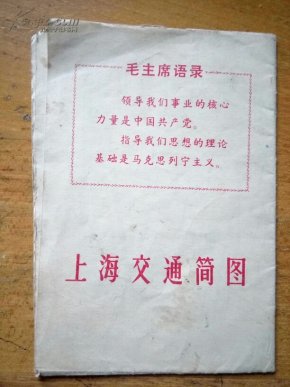 毛主席语录
领导我们事业的核心
力量是中国共产党。
指导我们思想的理论
基础是马克思列宁主义。
上海交通简图